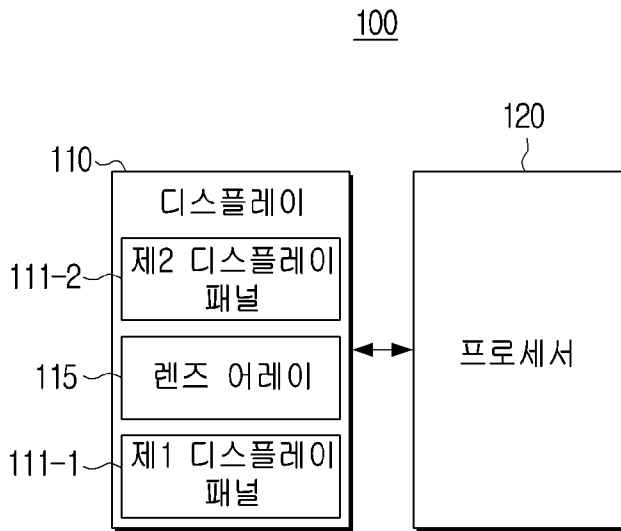 100
110
120
디스플레이
111-2
제2 디스플레이
패널
115
렌즈 어레이
프로세서
111-1
제1 디스플레이
패널